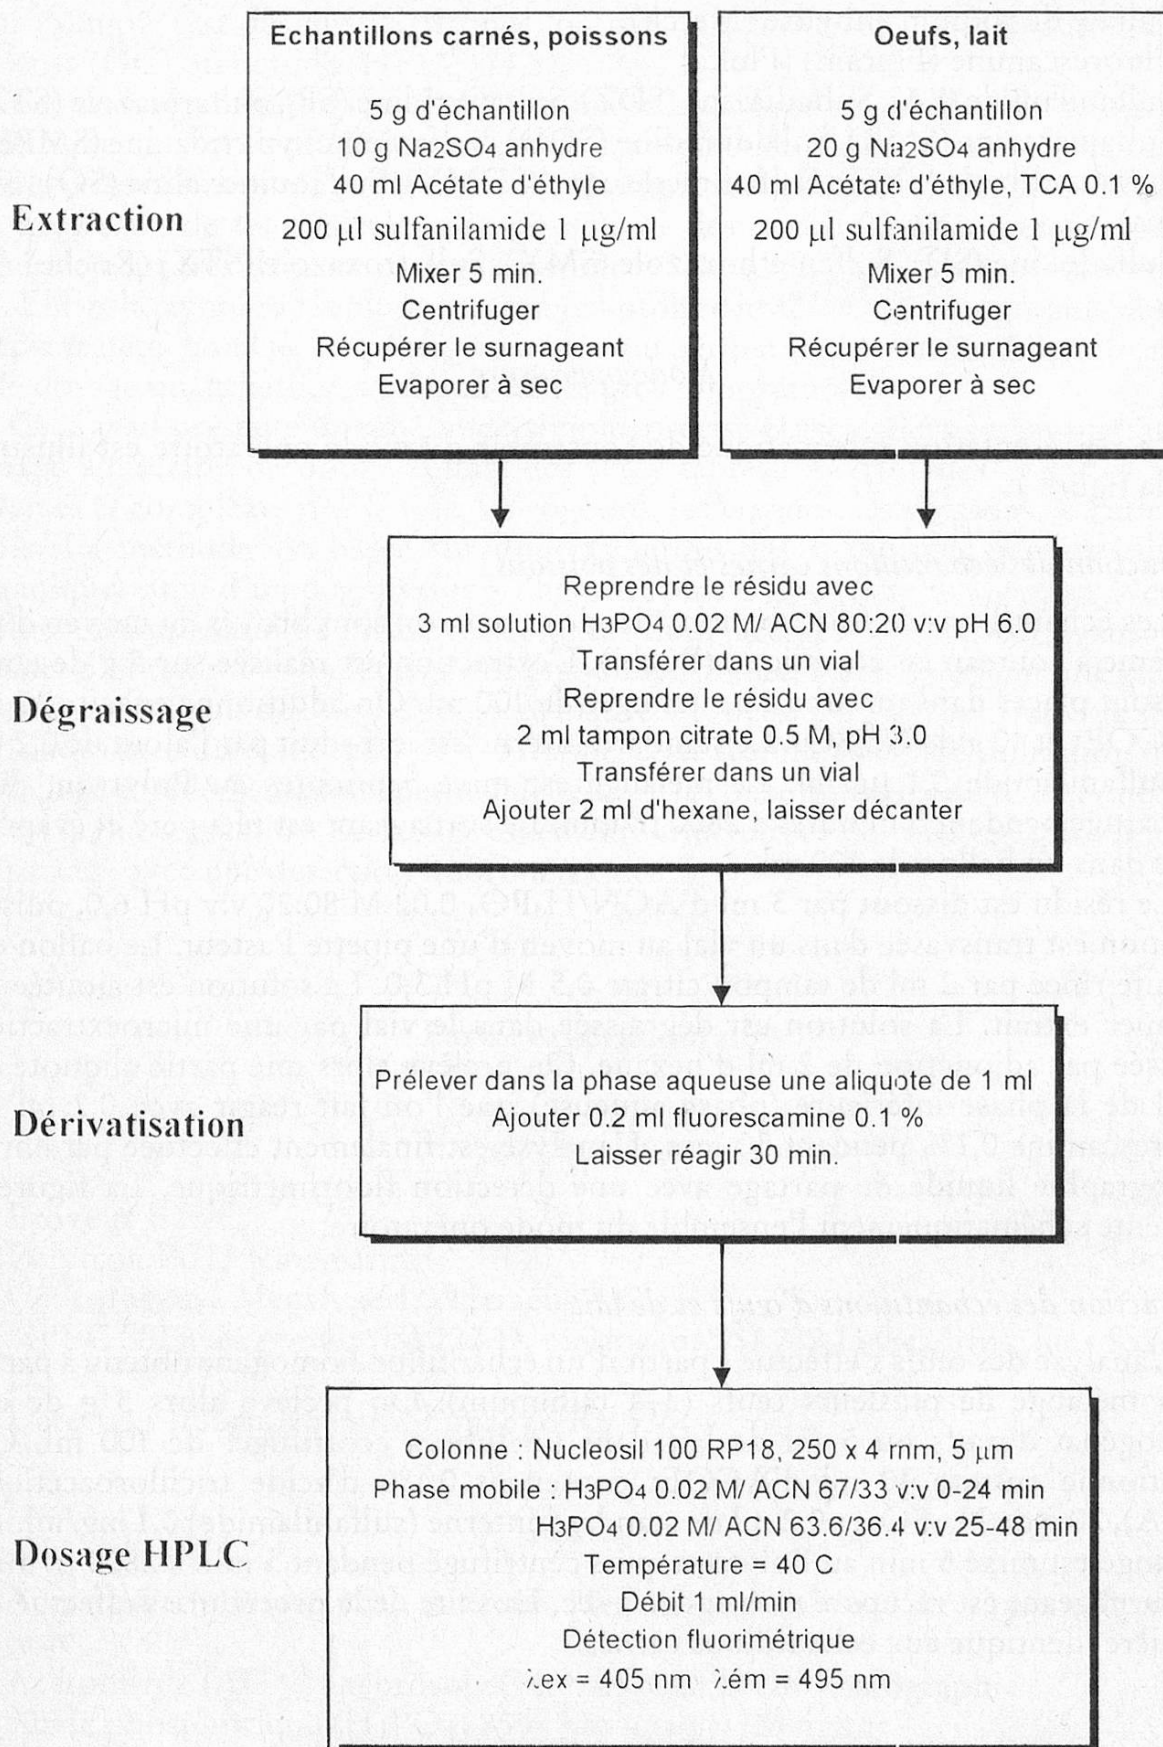 Echantillons carnés, poissons
5 g d'échantillon
10 g Na2SO4 anhydre
40 ml Acétate d'éthyle
200 µl sulfanilamide 1 µg/ml
Mixer 5 min.
Centrifuger
Récupérer le surnageant
Evaporer à sec
Oeufs, lait
5 g d'échantillon
20 g Na2SO4 anhydre
40 ml Acétate d'éthyle, TCA 0.1 %
200 µl sulfanilamide 1 µg/ml
Mixer 5 min.
Centrifuger
Récupérer le surnageant
Evaporer à sec
Extraction
Reprendre le résidu avec
3 ml solution H3PO4 0.02 M/ ACN 80:20 v:v pH 6.0
Transférer dans un vial
Reprendre le résidu avec
2 ml tampon citrate 0.5 M, pH 3.0
Transférer dans un vial
Ajouter 2 ml d'hexane, laisser décanter
Dégraissage
Prélever dans la phase aqueuse une aliquote de 1 ml
Ajouter 0.2 ml fluorescamine 0.1 %
Laisser réagir 30 min.
Dérivatisation
Colonne : Nucleosil 100 RP18, 250 x 4 mm, 5 µm
Phase mobile : H3PO4 0.02 M/ ACN 67/33 v:v 0-24 min
H3PO4 0.02 M/ ACN 63.6/36.4 v:v 25-48 min
Température = 40 C
Débit 1 ml/min
Détection fluorimétrique
λex = 405 nm λém = 495 nm
Dosage HPLC